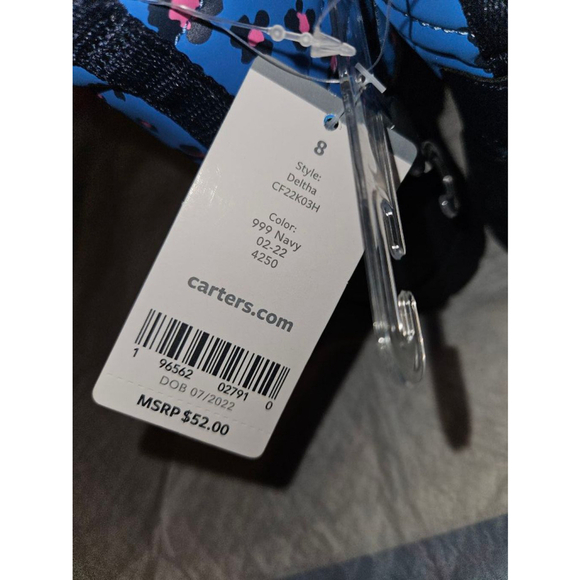 8
Style:
Deltha
CF22K03H
Color:
999 Navy
02-22
4250
carters.com
1 96562 02791 0
DOB 07/2022
MSRP $52.00